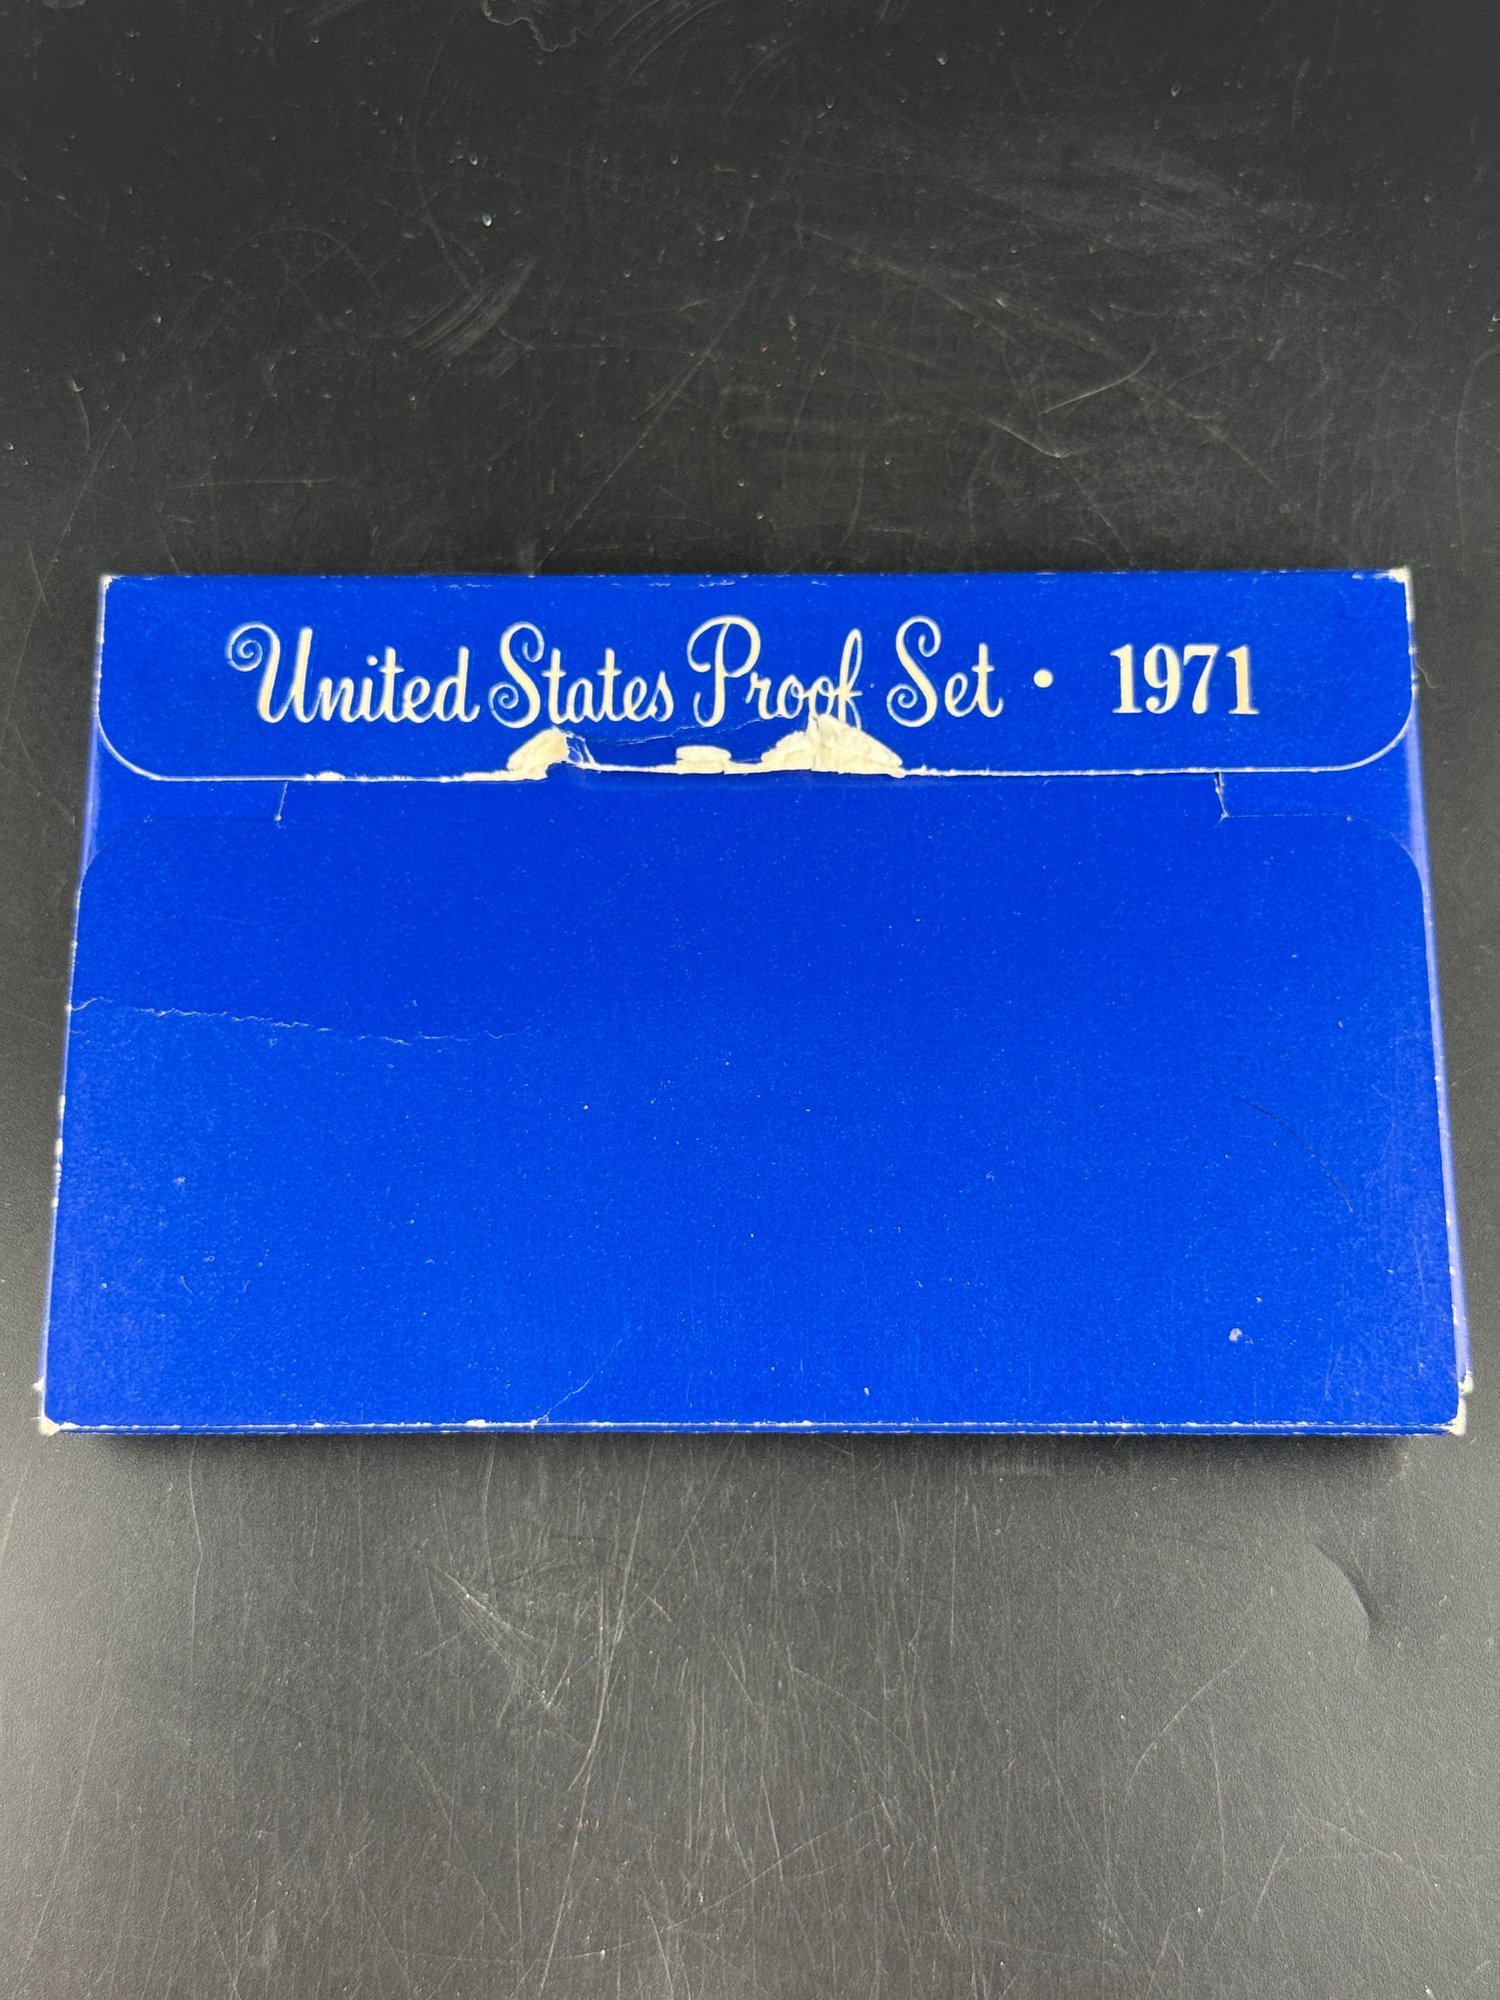 United States Proof Set • 1971